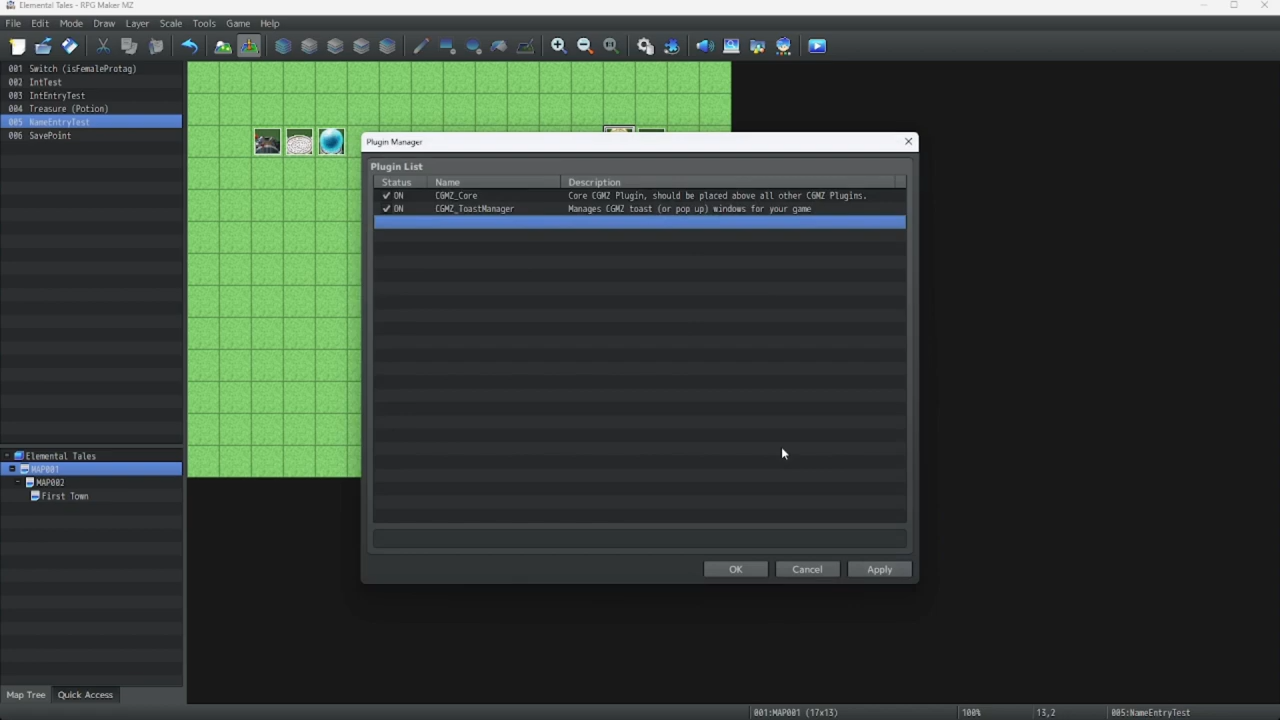 Elemental Tales - RPG Maker MZ
File Edit Mode Draw Layer Scale Tools Game Help
001 Switch (isFemaleProtag)
002 IntTest
003 IntEntryTest
004 Treasure (Potion)
005 NameEntryTest
006 SavePoint
Plugin Manager
Plugin List
Status Name Description
ON CGMZ_Core Core CGMZ Plugin, should be placed above all other CGMZ Plugins.
ON CGMZ_ToastManager Manages CGMZ toast (or pop up) windows for your game
OK Cancel Apply
Elemental Tales
MAP001
MAP002
First Town
Map Tree Quick Access
001:MAP001 (17x13) 100% 13,2 005:NameEntryTest